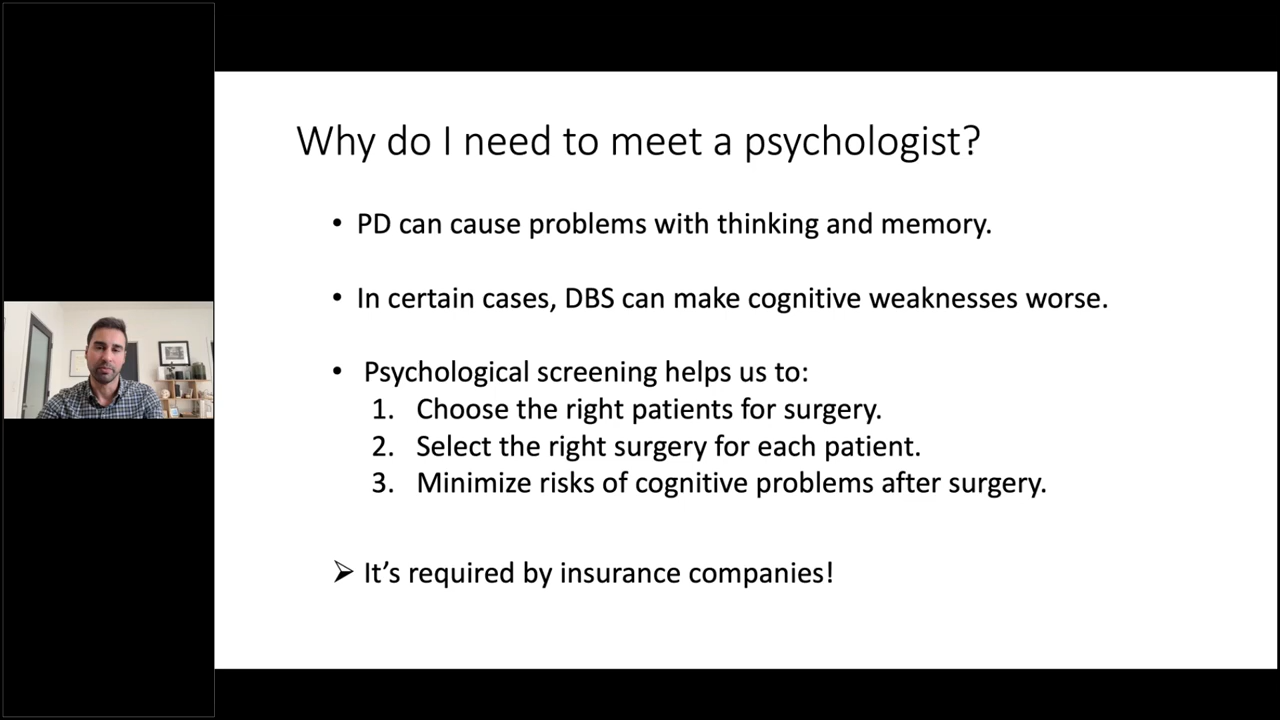 Why do I need to meet a psychologist?
• PD can cause problems with thinking and memory.
• In certain cases, DBS can make cognitive weaknesses worse.
• Psychological screening helps us to:
1. Choose the right patients for surgery.
2. Select the right surgery for each patient.
3. Minimize risks of cognitive problems after surgery.
➢ It’s required by insurance companies!